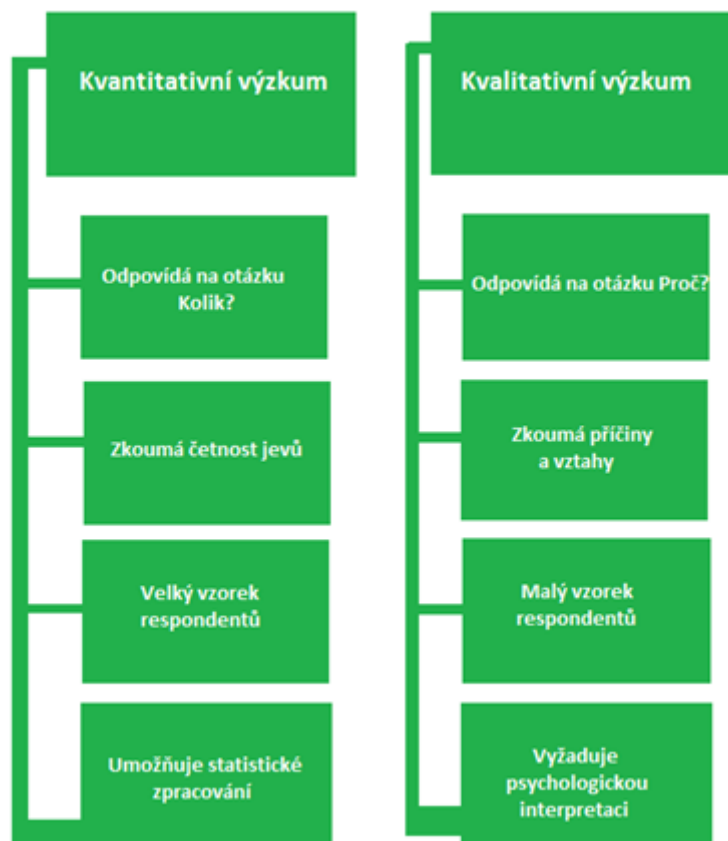 Kvantitativní výzkum
Odpovídá na otázku
Kolik?
Zkoumá četnost jevů
Velký vzorek
respondentů
Umožňuje statistické
zpracování
Kvalitativní výzkum
Odpovídá na otázku Proč?
Zkoumá příčiny
a vztahy
Malý vzorek
respondentů
Vyžaduje
psychologickou
interpretaci